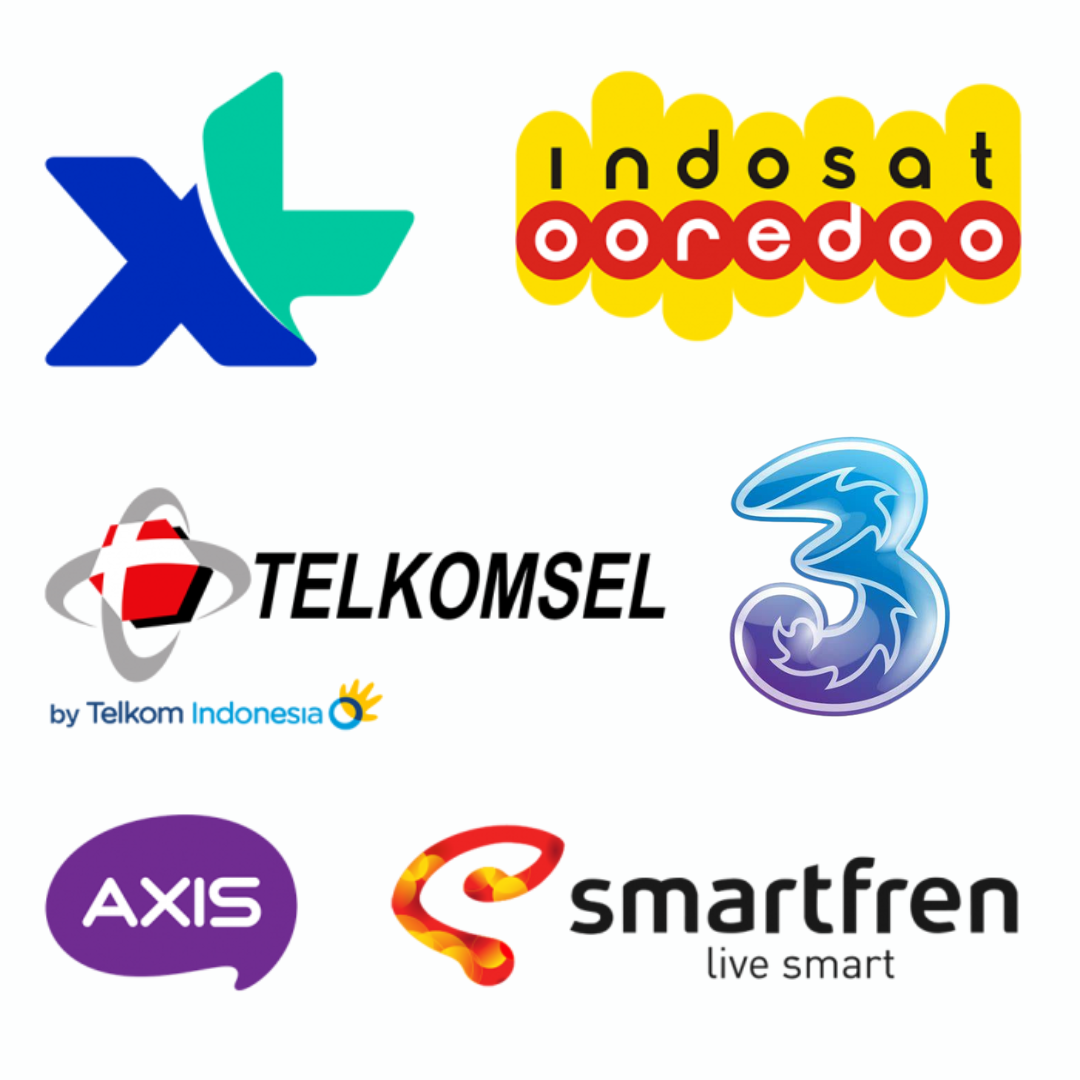 XL
indosat
ooredoo
TELKOMSEL
by Telkom Indonesia
3
AXIS
smartfren
live smart